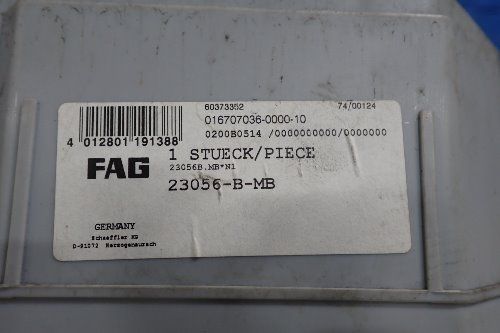 60373352 74/00124
016707036-0000-10
0200B0514 /0000000000/0000000
4 012801 191388
1 STUECK/PIECE
FAG
23056B.MB*N1
23056-B-MB
GERMANY
Schaeffler KG
D-91072 Herzogenaurach